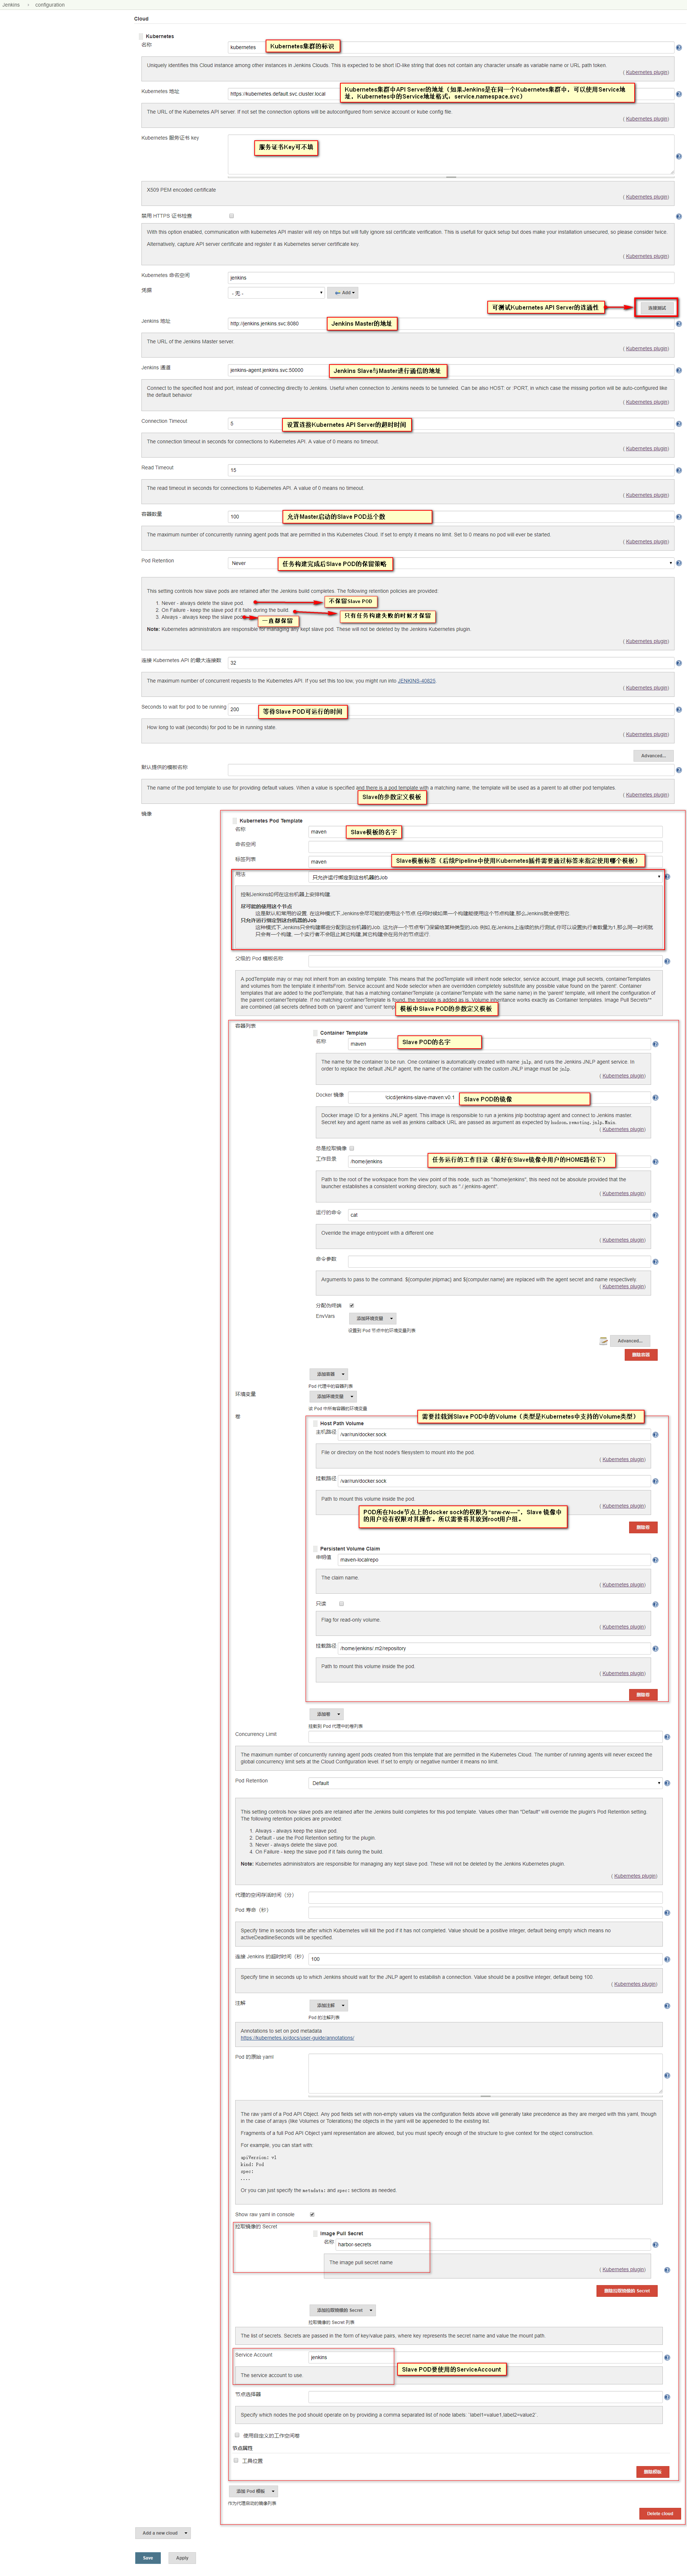 Jenkins › configuration
Cloud
Kubernetes
名称
kubernetes
Kubernetes集群的标识
Uniquely identifies this Cloud instance among other instances in Jenkins Clouds. This is expected to be short ID-like string that does not contain any character unsafe as variable name or URL path token.
( Kubernetes plugin)
Kubernetes 地址
https://kubernetes.default.svc.cluster.local
Kubernetes集群中API Server的地址（如果Jenkins是在同一个Kubernetes集群中，可以使用Service地
址，Kubernetes中的Service地址格式：service.namespace.svc）
The URL of the Kubernetes API server. If not set the connection options will be autoconfigured from service account or kube config file.
( Kubernetes plugin)
Kubernetes 服务证书 key
服务证书Key可不填
X509 PEM encoded certificate
( Kubernetes plugin)
禁用 HTTPS 证书检查
With this option enabled, communication with kubernetes API master will rely on https but will fully ignore ssl certificate verification. This is usefull for quick setup but does make your installation unsecured, so please consider twice.
Alternatively, capture API server certificate and register it as Kubernetes server certificate key.
( Kubernetes plugin)
Kubernetes 命名空间
jenkins
凭据
- 无 -
Add
可测试Kubernetes API Server的连通性
连接测试
Jenkins 地址
http://jenkins.jenkins.svc:8080
Jenkins Master的地址
The URL of the Jenkins Master server.
( Kubernetes plugin)
Jenkins 通道
jenkins-agent.jenkins.svc:50000
Jenkins Slave与Master进行通信的地址
Connect to the specified host and port, instead of connecting directly to Jenkins. Useful when connection to Jenkins needs to be tunneled. Can be also HOST: or :PORT, in which case the missing portion will be auto-configured like
the default behavior
( Kubernetes plugin)
Connection Timeout
5
设置连接Kubernetes API Server的超时时间
The connection timeout in seconds for connections to Kubernetes API. A value of 0 means no timeout.
( Kubernetes plugin)
Read Timeout
15
The read timeout in seconds for connections to Kubernetes API. A value of 0 means no timeout.
( Kubernetes plugin)
容器数量
100
允许Master启动的Slave POD总个数
The maximum number of concurrently running agent pods that are permitted in this Kubernetes Cloud. If set to empty it means no limit. Set to 0 means no pod will ever be started.
( Kubernetes plugin)
Pod Retention
Never
任务构建完成后Slave POD的保留策略
This setting controls how slave pods are retained after the Jenkins build completes. The following retention policies are provided:
1. Never - always delete the slave pod.
不保留Slave POD
2. On Failure - keep the slave pod if it fails during the build.
只有任务构建失败的时候才保留
3. Always - always keep the slave pod.
一直都保留
Note: Kubernetes administrators are responsible for managing any kept slave pod. These will not be deleted by the Jenkins Kubernetes plugin.
( Kubernetes plugin)
连接 Kubernetes API 的最大连接数
32
The maximum number of concurrent requests to the Kubernetes API. If you set this too low, you might run into JENKINS-40825.
( Kubernetes plugin)
Seconds to wait for pod to be running
200
等待Slave POD可运行的时间
How long to wait (seconds) for pod to be in running state.
( Kubernetes plugin)
Advanced...
默认提供的模板名称
The name of the pod template to use for providing default values. When a value is specified and there is a pod template with a matching name, the template will be used as a parent to all other pod templates.
( Kubernetes plugin)
Slave的参数定义模板
镜像
Kubernetes Pod Template
名称
maven
Slave模板的名字
命名空间
标签列表
maven
Slave模板标签（后续Pipeline中使用Kubernetes插件需要通过标签来指定使用哪个模板）
用法
只允许运行绑定到这台机器的Job
控制Jenkins如何在这台机器上安排构建.
尽可能的使用这个节点
这是默认和常用的设置. 在这种模式下,Jenkins会尽可能的使用这个节点.任何时候如果一个构建能使用这个节点构建,那么Jenkins就会使用它.
只允许运行绑定到这台机器的Job
这种模式下,Jenkins只会构建哪些分配到这台机器的Job. 这允许一个节点专门保留给某种类型的Job.例如,在Jenkins上连续的执行测试,你可以设置执行者数量为1,那么同一时间就
只会有一个构建, 一个实行者不会阻止其它构建,其它构建会在另外的节点运行.
父级的 Pod 模板名称
A podTemplate may or may not inherit from an existing template. This means that the podTemplate will inherit node selector, service account, image pull secrets, containerTemplates
and volumes from the template it inheritsFrom. Service account and Node selector when are overridden completely substitute any possible value found on the 'parent'. Container
templates that are added to the podTemplate, that has a matching containerTemplate (a containerTemplate with the same name) in the 'parent' template, will inherit the configuration of
the parent containerTemplate. If no matching containerTemplate is found, the template is added as is. Volume inheritance works exactly as Container templates. Image Pull Secrets**
are combined (all secrets defined both on 'parent' and 'current' temp
模板中Slave POD的参数定义模板
容器列表
Container Template
名称
maven
Slave POD的名字
The name for the container to be run. One container is automatically created with name jnlp, and runs the Jenkins JNLP agent service. In
order to replace the default JNLP agent, the name of the container with the custom JNLP image must be jnlp.
( Kubernetes plugin)
Docker 镜像
/cicd/jenkins-slave-maven:v0.1
Slave POD的镜像
Docker image ID for a jenkins JNLP agent. This image is responsible to run a jenkins jnlp bootstrap agent and connect to Jenkins master.
Secret key and agent name as well as jenkins callback URL are passed as argument as expected by hudson.remoting.jnlp.Main.
( Kubernetes plugin)
总是拉取镜像
工作目录
/home/jenkins
任务运行的工作目录（最好在Slave镜像中用户的HOME路径下）
Path to the root of the workspace from the view point of this node, such as "/home/jenkins", this need not be absolute provided that the
launcher establishes a consistent working directory, such as "./.jenkins-agent".
( Kubernetes plugin)
运行的命令
cat
Override the image entrypoint with a different one
( Kubernetes plugin)
命令参数
Arguments to pass to the command. ${computer.jnlpmac} and ${computer.name} are replaced with the agent secret and name respectively.
( Kubernetes plugin)
分配伪终端
EnvVars
添加环境变量
设置到 Pod 节点中的环境变量列表
Advanced...
删除容器
添加容器
Pod 代理中的容器列表
环境变量
添加环境变量
该 Pod 中所有容器的环境变量
卷
需要挂载到Slave POD中的Volume（类型是Kubernetes中支持的Volume类型）
Host Path Volume
主机路径
/var/run/docker.sock
File or directory on the host node's filesystem to mount into the pod.
( Kubernetes plugin)
挂载路径
/var/run/docker.sock
Path to mount this volume inside the pod.
( Kubernetes plugin)
POD所在Node节点上的docker sock的权限为“srw-rw----”，Slave 镜像中
的用户没有权限对其操作。所以需要将其放到root用户组。
删除卷
Persistent Volume Claim
申明值
maven-localrepo
The claim name.
( Kubernetes plugin)
只读
Flag for read-only volume.
( Kubernetes plugin)
挂载路径
/home/jenkins/.m2/repository
Path to mount this volume inside the pod.
( Kubernetes plugin)
删除卷
添加卷
挂载到 Pod 代理中的卷列表
Concurrency Limit
The maximum number of concurrently running agent pods created from this template that are permitted in the Kubernetes Cloud. The number of running agents will never exceed the
global concurrency limit sets at the Cloud Configuration level. If set to empty or negative number it means no limit.
Pod Retention
Default
This setting controls how slave pods are retained after the Jenkins build completes for this pod template. Values other than "Default" will override the plugin's Pod Retention setting.
The following retention policies are provided:
1. Always - always keep the slave pod.
2. Default - use the Pod Retention setting for the plugin.
3. Never - always delete the slave pod.
4. On Failure - keep the slave pod if it fails during the build.
Note: Kubernetes administrators are responsible for managing any kept slave pod. These will not be deleted by the Jenkins Kubernetes plugin.
( Kubernetes plugin)
代理的空闲存活时间（分）
Pod 寿命（秒）
Specify time in seconds time after which Kubernetes will kill the pod if it has not completed. Value should be a positive integer, default being empty which means no
activeDeadlineSeconds will be specified.
连接 Jenkins 的超时时间（秒）
100
Specify time in seconds up to which Jenkins should wait for the JNLP agent to estabilish a connection. Value should be a positive integer, default being 100.
( Kubernetes plugin)
注解
添加注解
Pod 的注解列表
Annotations to set on pod metadata
https://kubernetes.io/docs/user-guide/annotations/
Pod 的原始 yaml
The raw yaml of a Pod API Object. Any pod fields set with non-empty values via the configuration fields above will generally take precedence as they are merged with this yaml, though
in the case of arrays (like Volumes or Tolerations) the objects in the yaml will be appeneded to the existing list.
Fragments of a full Pod API Object yaml representation are allowed, but you must specify enough of the structure to give context for the object construction.
For example, you can start with:
apiVersion: v1
kind: Pod
spec:
....
Or you can just specify the metadata: and spec: sections as needed.
Show raw yaml in console
拉取镜像的 Secret
Image Pull Secret
名称
harbor-secrets
The image pull secret name
( Kubernetes plugin)
删除拉取镜像的 Secret
添加拉取镜像的 Secret
拉取镜像的 Secret 列表
The list of secrets. Secrets are passed in the form of key/value pairs, where key represents the secret name and value the mount path.
Service Account
jenkins
Slave POD要使用的ServiceAccount
The service account to use.
节点选择器
Specify which nodes the pod should operate on by providing a comma separated list of node labels: `label1=value1,label2=value2`.
使用自定义的工作空间卷
节点属性
工具位置
删除模板
添加 Pod 模板
作为代理启动的镜像列表
Delete cloud
Add a new cloud
Save
Apply